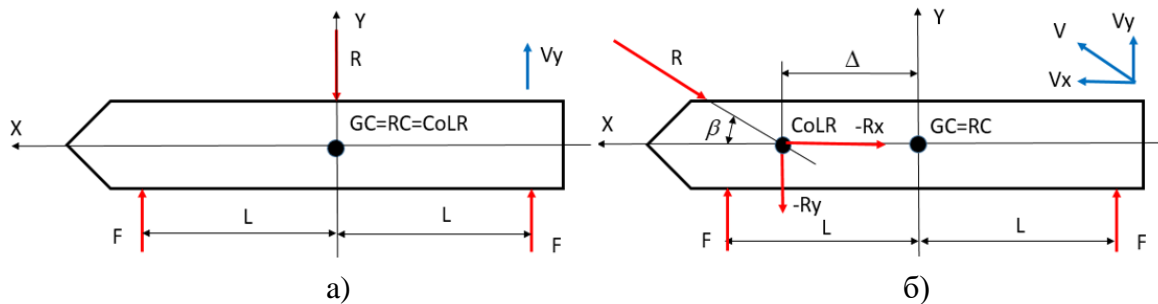 Y
R
Vy
X
GC=RC=CoLR
L
L
F
F
а)
Y
Vy
V
Vx
R
Δ
X
β
CoLR
-Rx
GC=RC
-Ry
F
L
L
F
б)